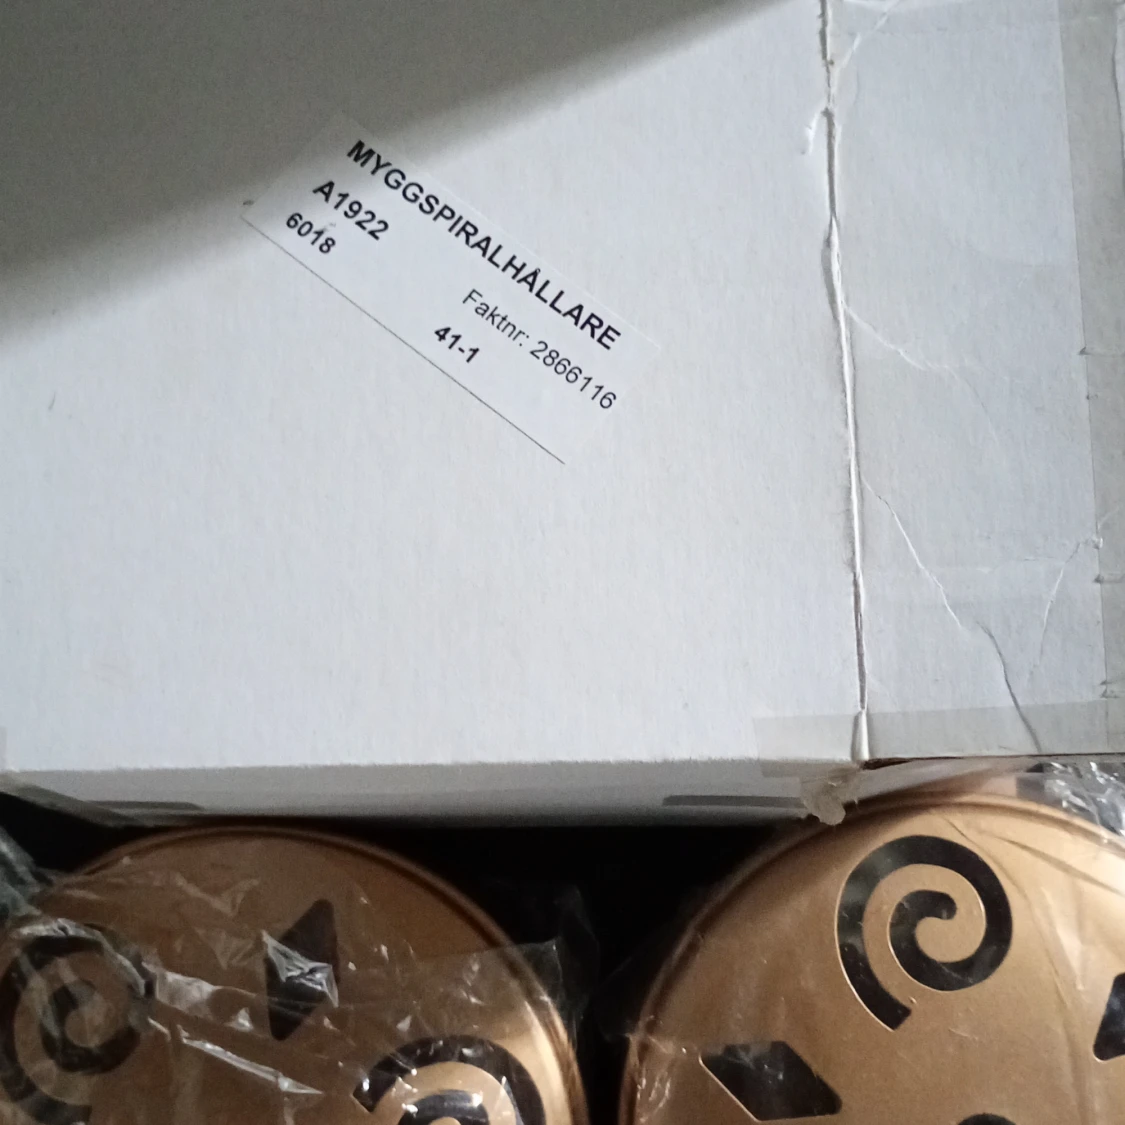 MYGGSPIRALHÅLLARE
A1922
Faktnr: 2866116
6018
41-1